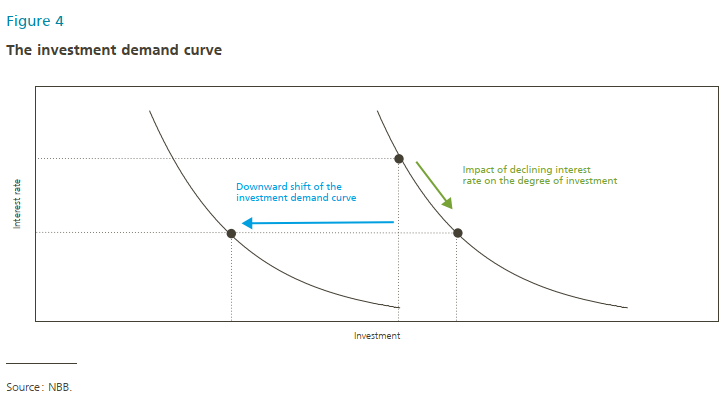 Figure 4
The investment demand curve
Impact of declining interest
rate on the degree of investment
Downward shift of the
investment demand curve
Interest rate
Investment
Source: NBB.